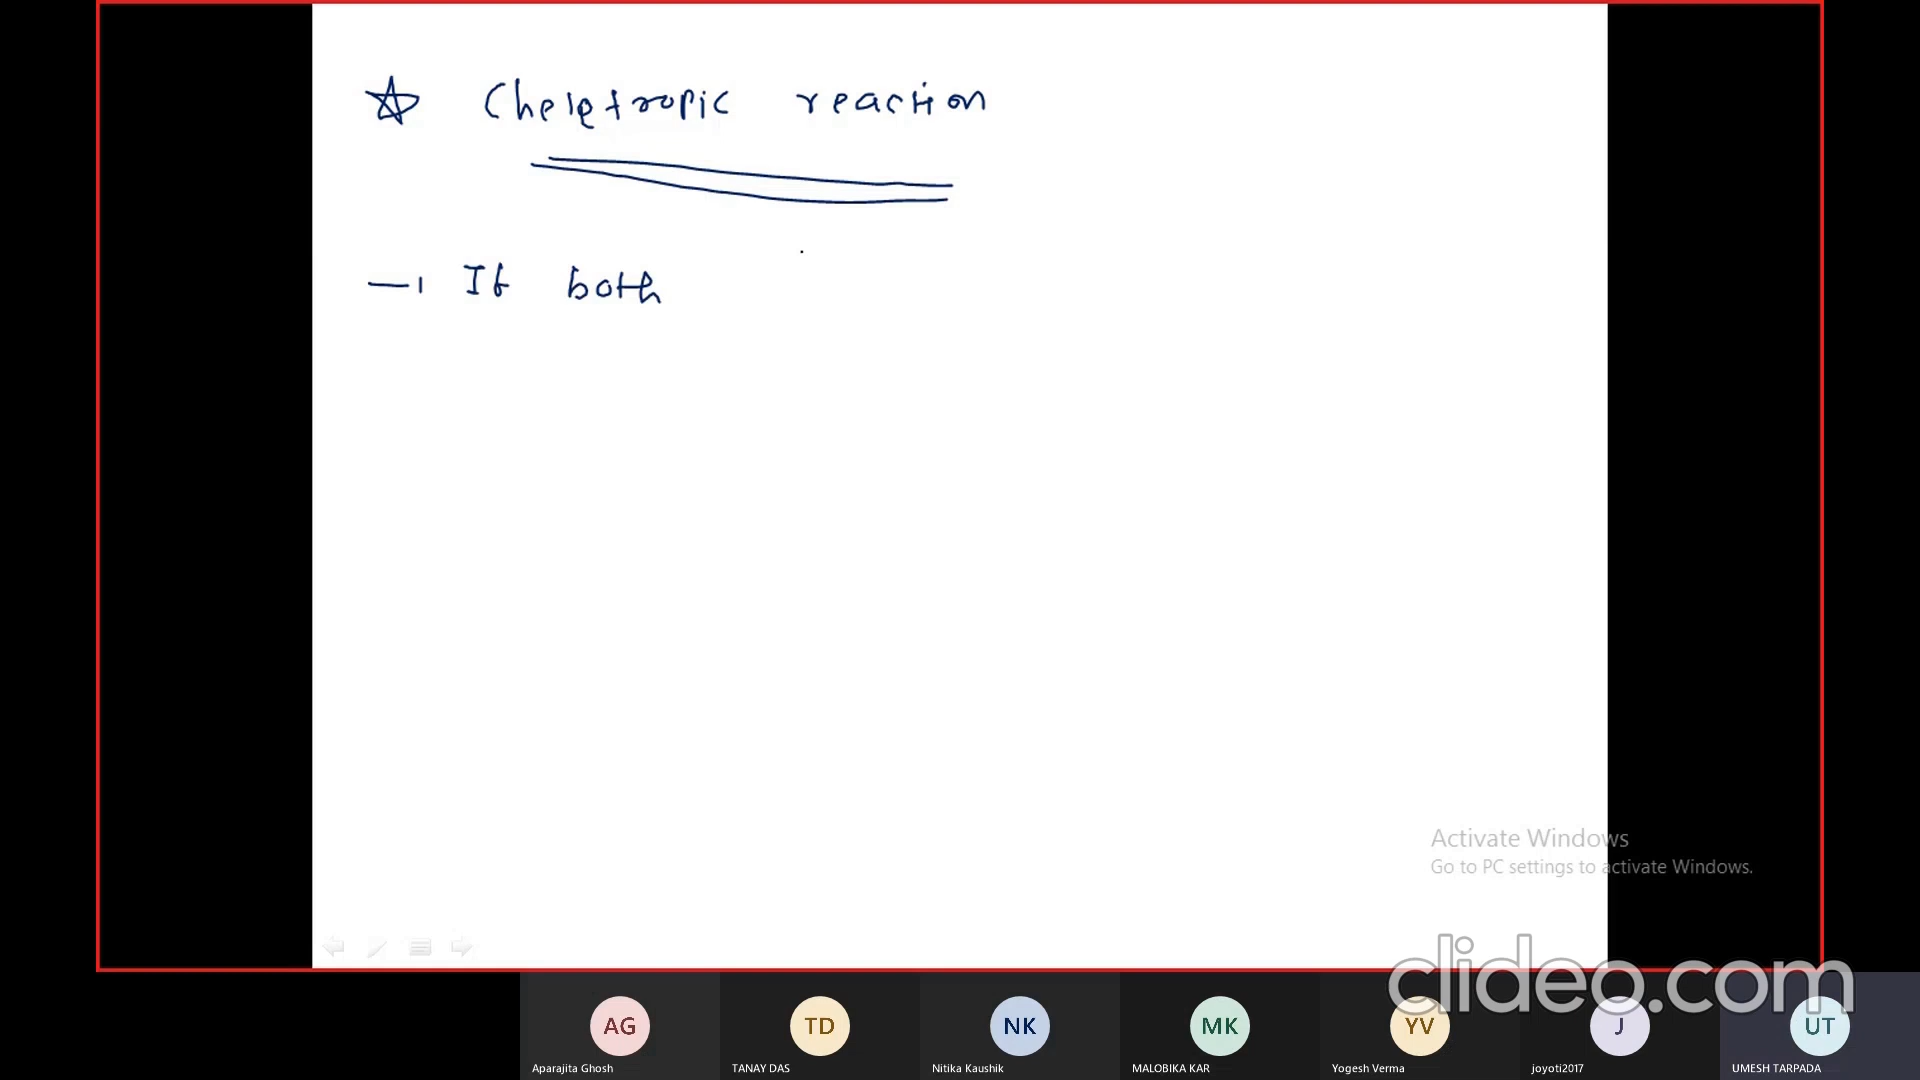 ☆ Cheletropic reaction
— If both
Activate Windows
Go to PC settings to activate Windows.
clideo.com
AG TD NK MK YV J UT
Aparajita Ghosh TANAY DAS Nitika Kaushik MALOBIKA KAR Yogesh Verma joyoti2017 UMESH TARPADA